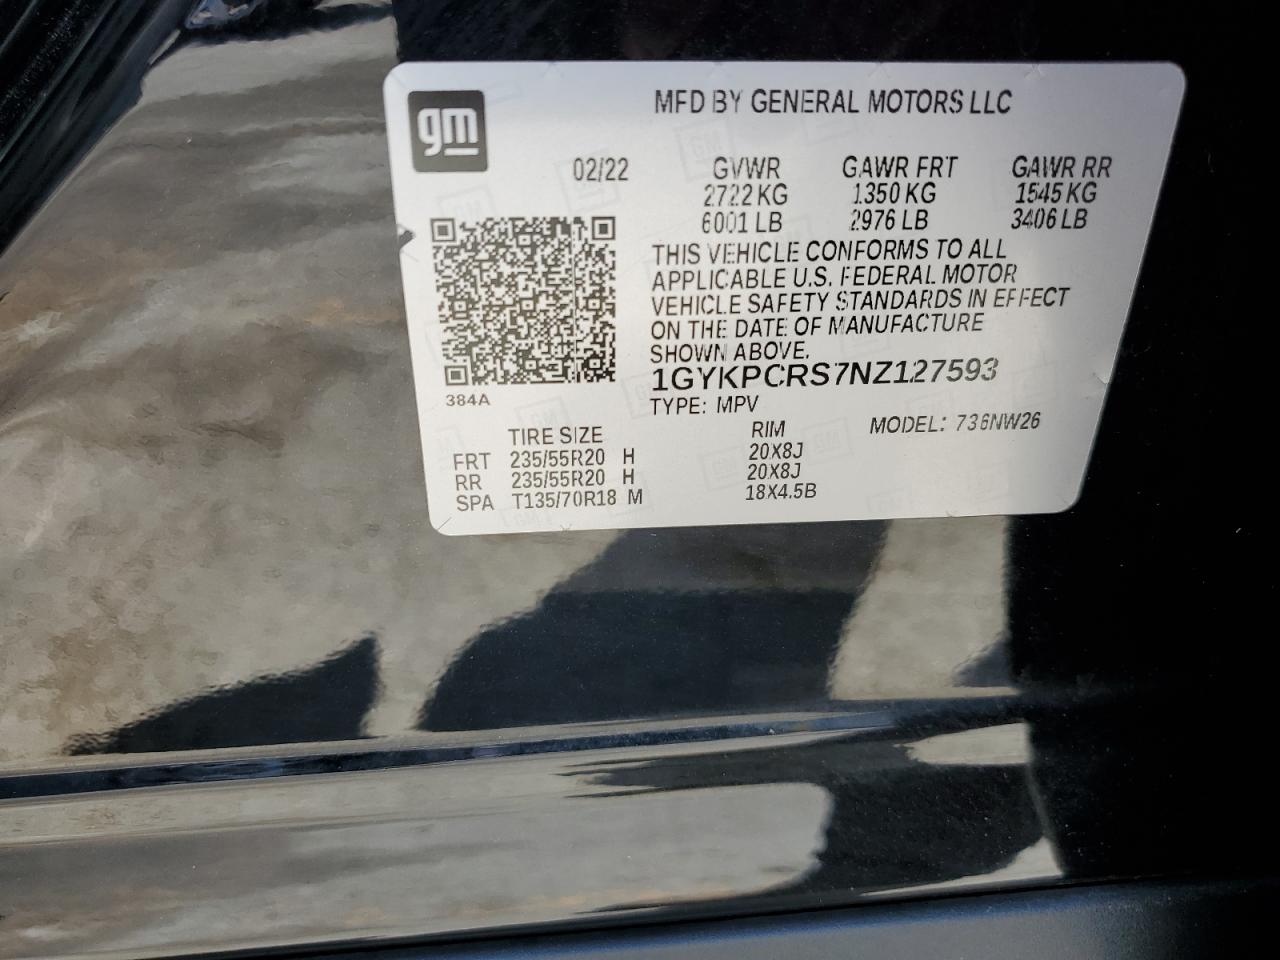 gm
MFD BY GENERAL MOTORS LLC
02/22 GVWR GAWR FRT GAWR RR
2722 KG 1350 KG 1545 KG
6001 LB 2976 LB 3406 LB
THIS VEHICLE CONFORMS TO ALL
APPLICABLE U.S. FEDERAL MOTOR
VEHICLE SAFETY STANDARDS IN EFFECT
ON THE DATE OF MANUFACTURE
SHOWN ABOVE.
1GYKPCRS7NZ127593
384A
TYPE: MPV
MODEL: 736NW26
TIRE SIZE RIM
FRT 235/55R20 H 20X8J
RR 235/55R20 H 20X8J
SPA T135/70R18 M 18X4.5B